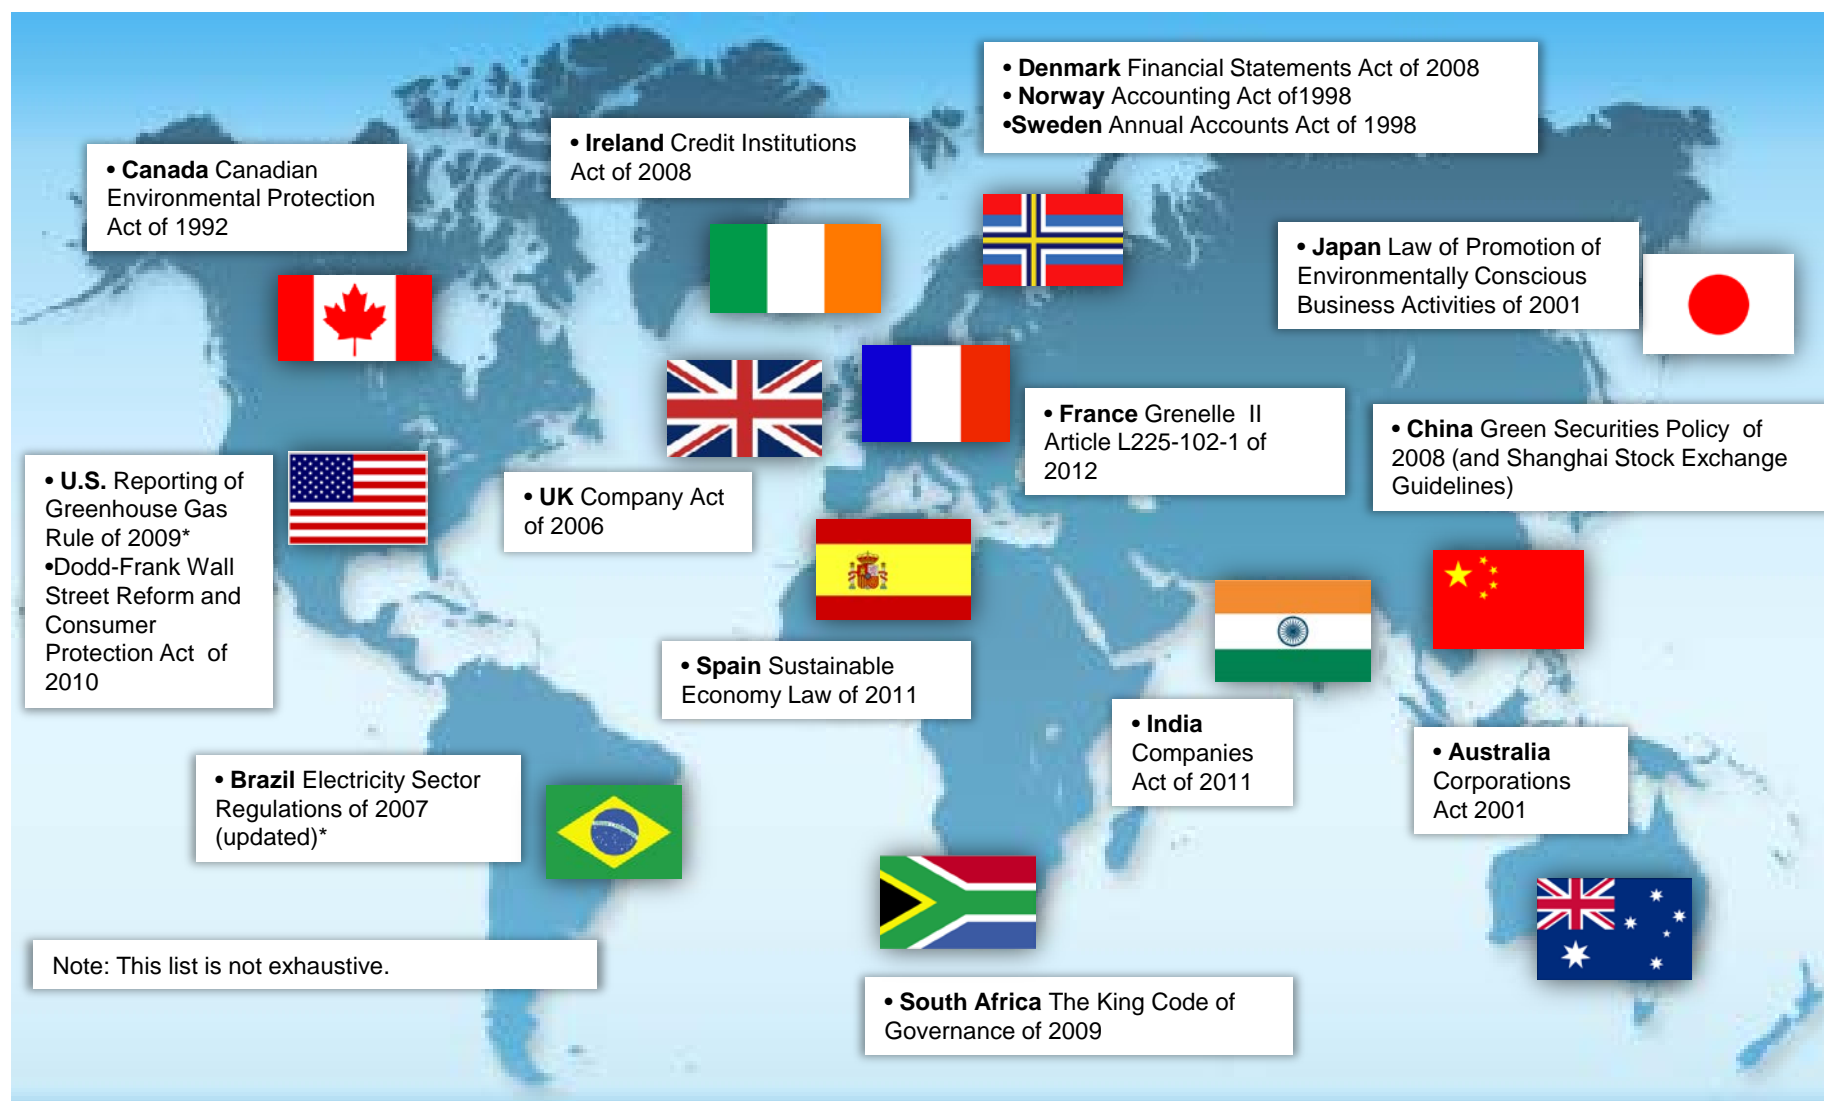 • Denmark Financial Statements Act of 2008
• Norway Accounting Act of1998
•Sweden Annual Accounts Act of 1998
• Ireland Credit Institutions
Act of 2008
• Canada Canadian
Environmental Protection
Act of 1992
• Japan Law of Promotion of
Environmentally Conscious
Business Activities of 2001
• France Grenelle  II
Article L225-102-1 of
2012
• China Green Securities Policy  of
2008 (and Shanghai Stock Exchange
Guidelines)
• U.S. Reporting of
Greenhouse Gas
Rule of 2009*
•Dodd-Frank Wall
Street Reform and
Consumer
Protection Act  of
2010
• UK Company Act
of 2006
• Spain Sustainable
Economy Law of 2011
• India
Companies
Act of 2011
• Australia
Corporations
Act 2001
• Brazil Electricity Sector
Regulations of 2007
(updated)*
Note: This list is not exhaustive.
• South Africa The King Code of
Governance of 2009